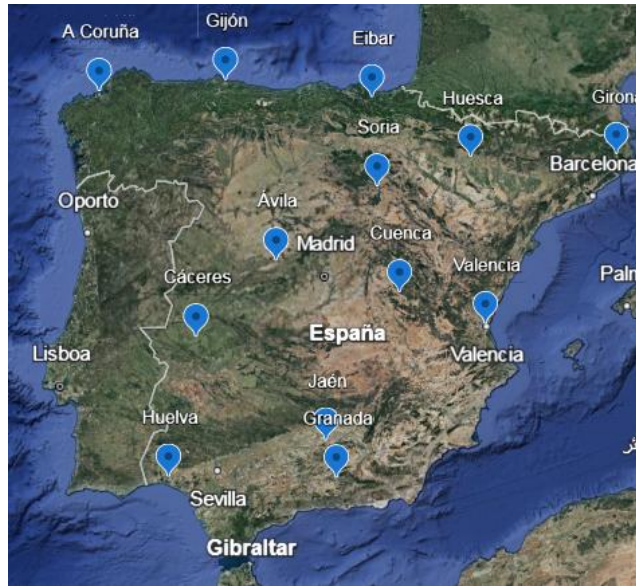 Gijón
A Coruña
Eibar
Huesca
Girona
Soria
Barcelona
Oporto
Ávila
Madrid
Cuenca
Cáceres
Valencia
Palm
España
Lisboa
Valencia
Jaén
Huelva
Granada
ئر
Sevilla
Gibraltar